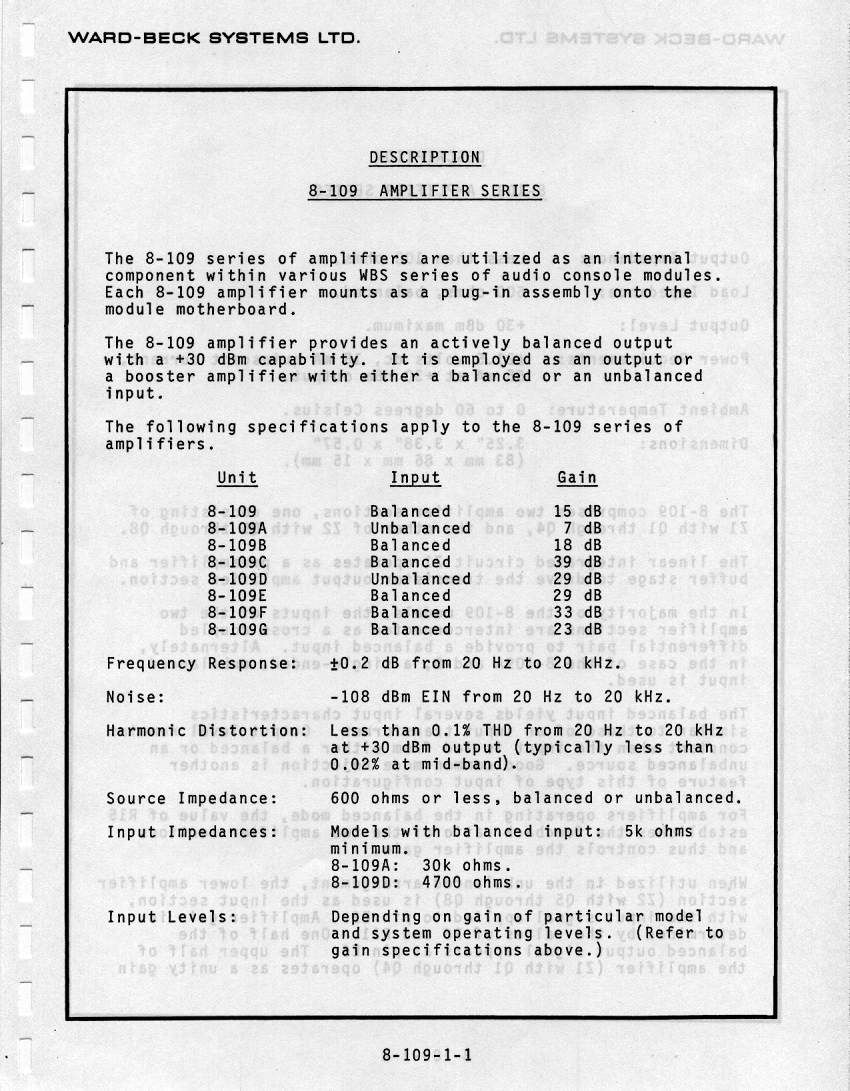 WARD-BECK SYSTEMS LTD.
DESCRIPTION
8-109 AMPLIFIER SERIES
The 8-109 series of amplifiers are utilized as an internal
component within various WBS series of audio console modules.
Each 8-109 amplifier mounts as a plug-in assembly onto the
module motherboard.
The 8-109 amplifier provides an actively balanced output
with a +30 dBm capability. It is employed as an output or
a booster amplifier with either a balanced or an unbalanced
input.
The following specifications apply to the 8-109 series of
amplifiers.
Unit Input Gain
8-109 Balanced 15 dB
8-109A Unbalanced 7 dB
8-109B Balanced 18 dB
8-109C Balanced 39 dB
8-109D Unbalanced 29 dB
8-109E Balanced 29 dB
8-109F Balanced 33 dB
8-109G Balanced 23 dB
Frequency Response: ±0.2 dB from 20 Hz to 20 kHz.
Noise: -108 dBm EIN from 20 Hz to 20 kHz.
Harmonic Distortion: Less than 0.1% THD from 20 Hz to 20 kHz
at +30 dBm output (typically less than
0.02% at mid-band).
Source Impedance: 600 ohms or less, balanced or unbalanced.
Input Impedances: Models with balanced input: 5k ohms
minimum.
8-109A: 30k ohms.
8-109D: 4700 ohms.
Input Levels: Depending on gain of particular model
and system operating levels. (Refer to
gain specifications above.)
8-109-1-1